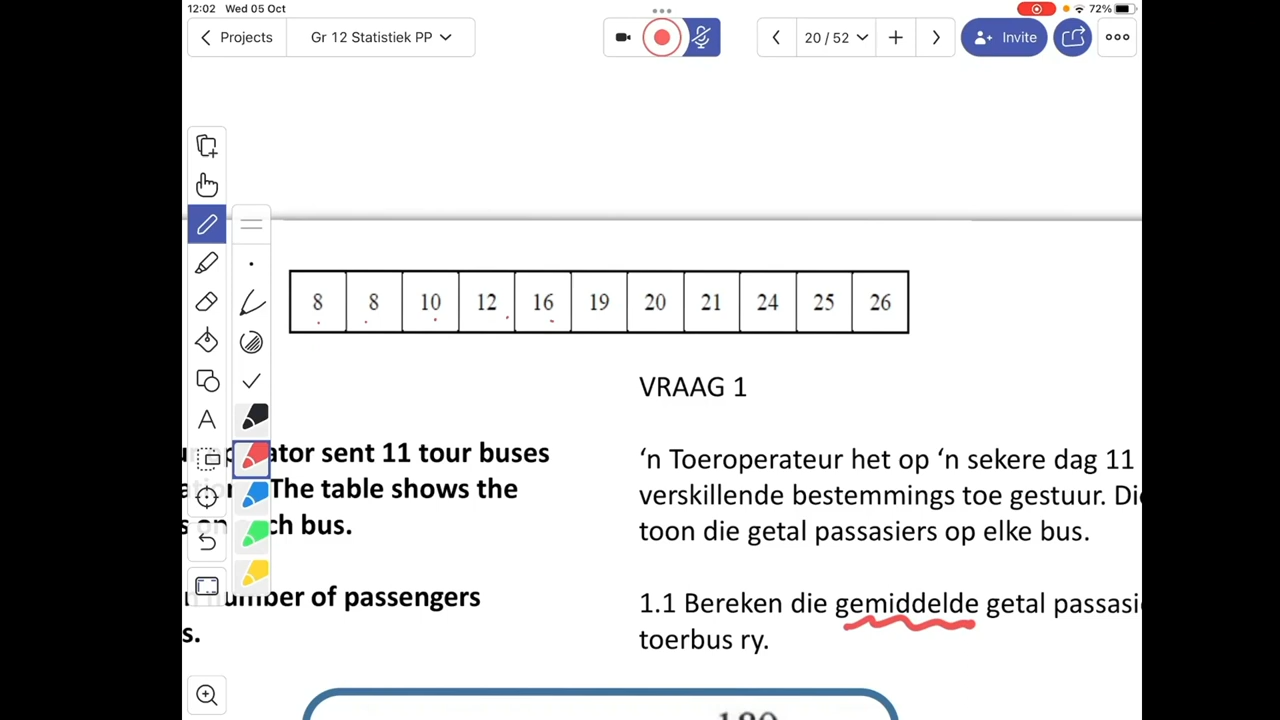 12:02 Wed 05 Oct
72%
Projects
Gr 12 Statistiek PP
20 / 52
Invite
8 8 10 12 16 19 20 21 24 25 26
ator sent 11 tour buses
The table shows the
ch bus.
number of passengers
s.
VRAAG 1
‘n Toeroperateur het op ‘n sekere dag 11
verskillende bestemmings toe gestuur.
toon die getal passasiers op elke bus.
1.1 Bereken die gemiddelde getal
toerbus ry.
A